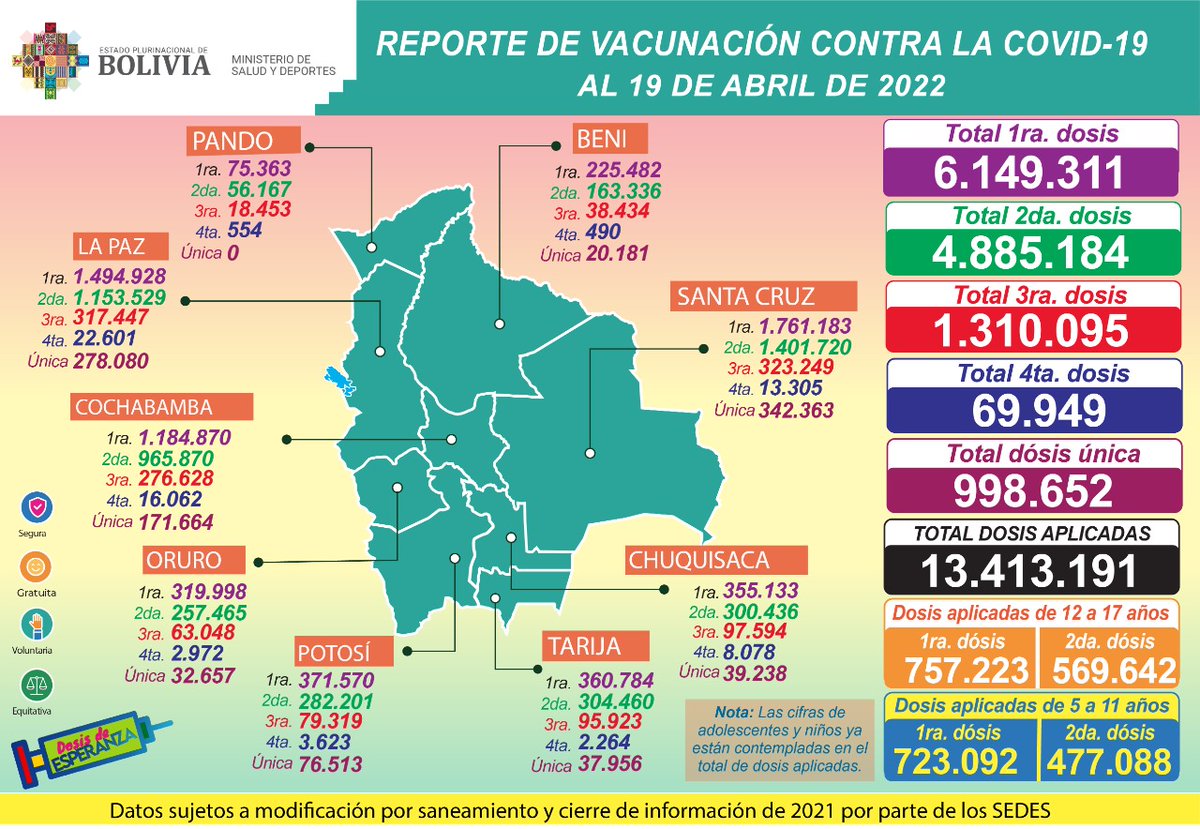 ESTADO PLURINACIONAL DE
BOLIVIA
MINISTERIO DE
SALUD Y DEPORTES
REPORTE DE VACUNACIÓN CONTRA LA COVID-19
AL 19 DE ABRIL DE 2022
PANDO
1ra. 75.363
2da. 56.167
3ra. 18.453
4ta. 554
Única 0
BENI
1ra. 225.482
2da. 163.336
3ra. 38.434
4ta. 490
Única 20.181
LA PAZ
1ra. 1.494.928
2da. 1.153.529
3ra. 317.447
4ta. 22.601
Única 278.080
SANTA CRUZ
1ra. 1.761.183
2da. 1.401.720
3ra. 323.249
4ta. 13.305
Única 342.363
COCHABAMBA
1ra. 1.184.870
2da. 965.870
3ra. 276.628
4ta. 16.062
Única 171.664
ORURO
1ra. 319.998
2da. 257.465
3ra. 63.048
4ta. 2.972
Única 32.657
CHUQUISACA
1ra. 355.133
2da. 300.436
3ra. 97.594
4ta. 8.078
Única 39.238
POTOSÍ
1ra. 371.570
2da. 282.201
3ra. 79.319
4ta. 3.623
Única 76.513
TARIJA
1ra. 360.784
2da. 304.460
3ra. 95.923
4ta. 2.264
Única 37.956
Total 1ra. dosis
6.149.311
Total 2da. dosis
4.885.184
Total 3ra. dosis
1.310.095
Total 4ta. dosis
69.949
Total dósis única
998.652
TOTAL DOSIS APLICADAS
13.413.191
Dosis aplicadas de 12 a 17 años
1ra. dósis
757.223
2da. dósis
569.642
Dosis aplicadas de 5 a 11 años
1ra. dósis
723.092
2da. dósis
477.088
Nota: Las cifras de
adolescentes y niños ya
están contempladas en el
total de dosis aplicadas.
Segura
Gratuita
Voluntaria
Equitativa
Dosis de
ESPERANZA
Datos sujetos a modificación por saneamiento y cierre de información de 2021 por parte de los SEDES